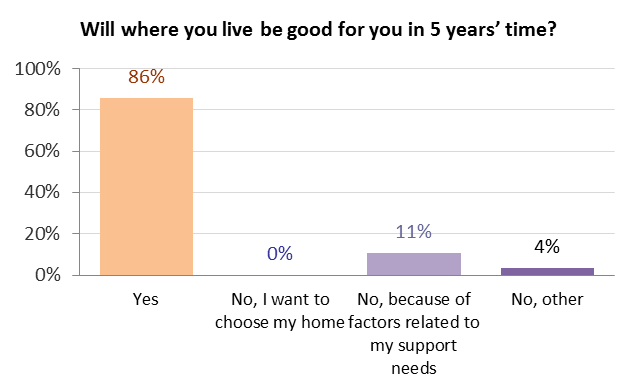 Will where you live be good for you in 5 years' time?
100%
86%
80%
60%
40%
20%
11%
4%
0%
0%
Yes
No, I want to
choose my home
No, because of
factors related to
my support
needs
No, other